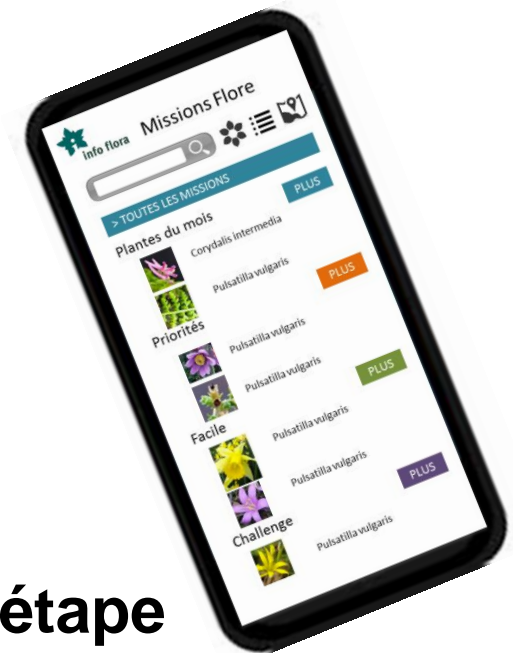 info flora
Missions Flore
> TOUTES LES MISSIONS
Plantes du mois
PLUS
Corydalis intermedia
Pulsatilla vulgaris
Priorités
PLUS
Pulsatilla vulgaris
Pulsatilla vulgaris
Facile
PLUS
Pulsatilla vulgaris
Pulsatilla vulgaris
Challenge
PLUS
Pulsatilla vulgaris
étape